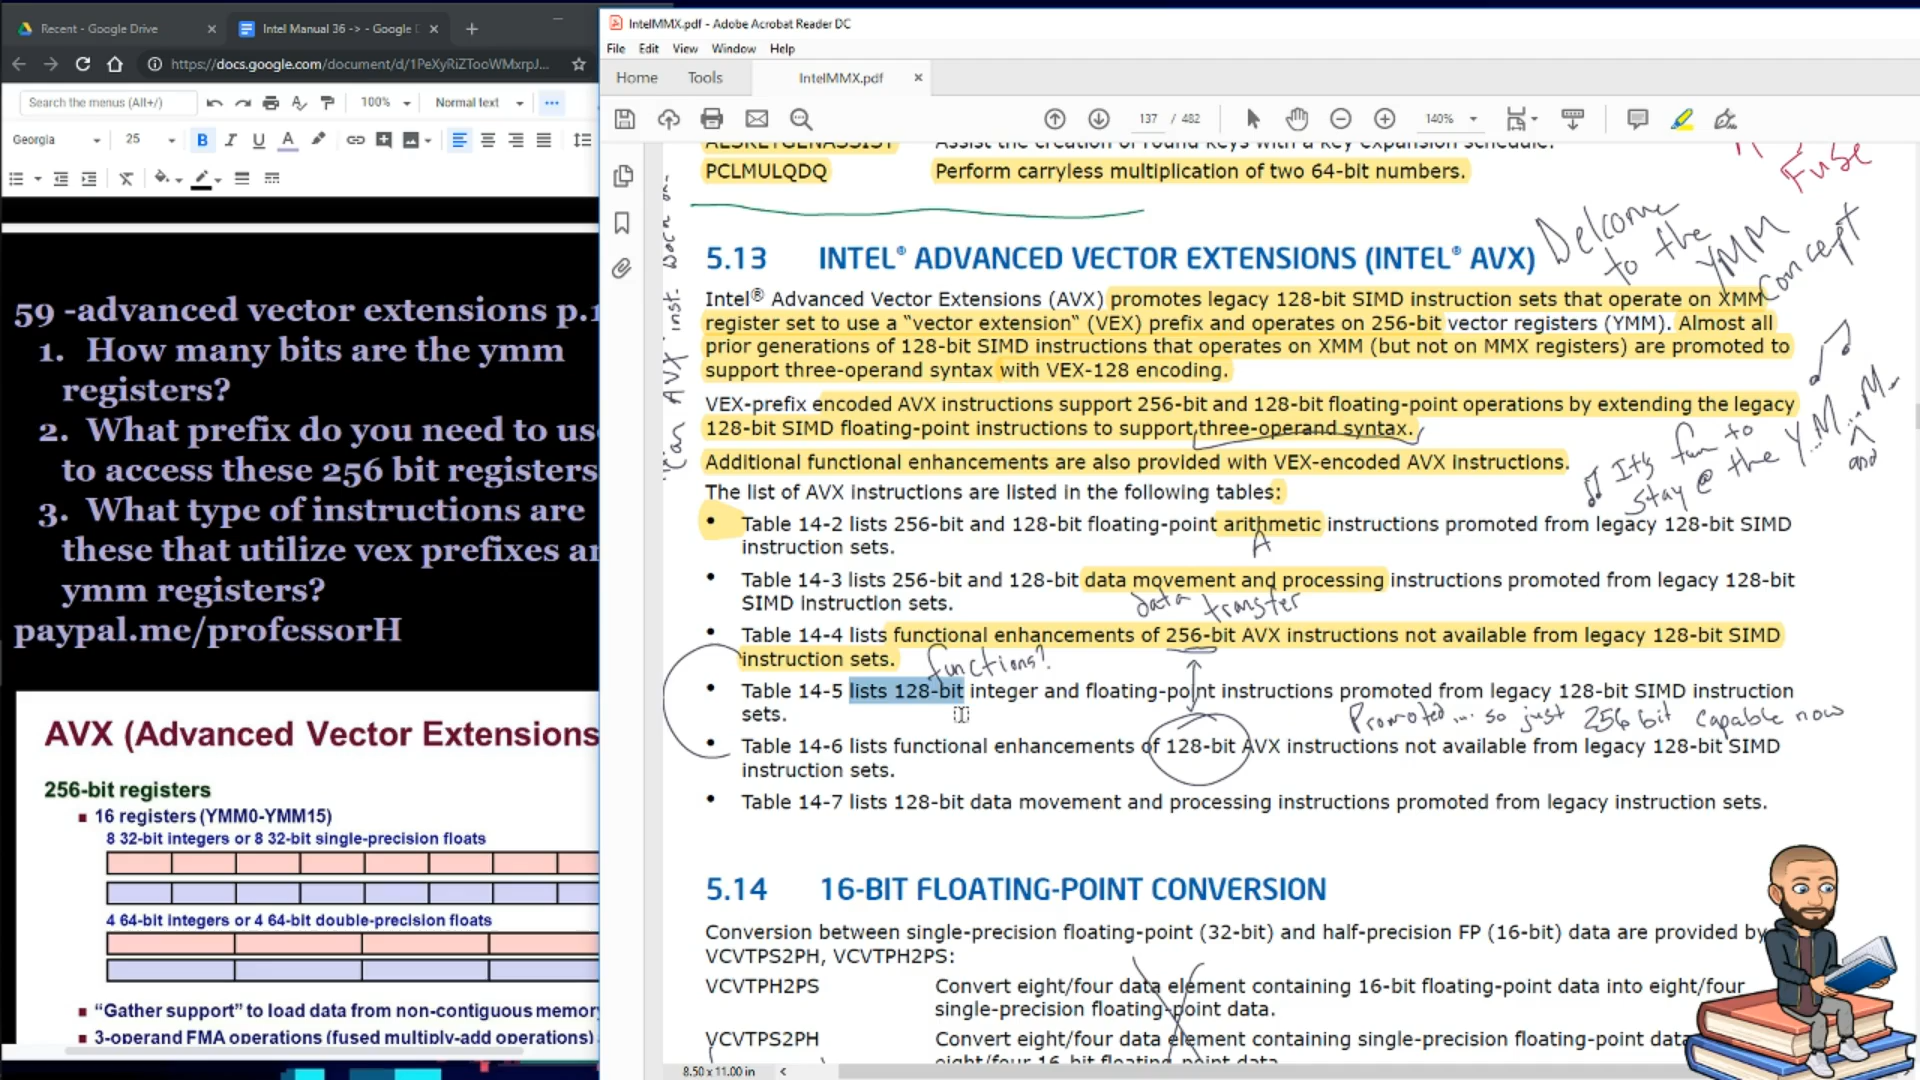 Recent - Google Drive
Intel Manual 36 -> - Google D
https://docs.google.com/document/d/1PeXyRiZTooWMxrpJ...
Search the menus (Alt+/)
100%
Normal text
Georgia
25
B I U A
59 -advanced vector extensions p.1
1. How many bits are the ymm
registers?
2. What prefix do you need to us
to access these 256 bit registers
3. What type of instructions are
these that utilize vex prefixes an
ymm registers?
paypal.me/professorH
AVX (Advanced Vector Extensions
256-bit registers
16 registers (YMM0-YMM15)
8 32-bit integers or 8 32-bit single-precision floats
4 64-bit integers or 4 64-bit double-precision floats
"Gather support" to load data from non-contiguous memory
3-operand FMA operations (fused multiply-add operations)
IntelMMX.pdf - Adobe Acrobat Reader DC
File Edit View Window Help
Home Tools IntelMMX.pdf
137 / 482
140%
AESKEYGENASSIST Assist the creation of round keys with a key expansion schedule.
PCLMULQDQ Perform carryless multiplication of two 64-bit numbers.
Fuse
Welcome
to the
YMM
Concept
5.13 INTEL® ADVANCED VECTOR EXTENSIONS (INTEL® AVX)
Intel® Advanced Vector Extensions (AVX) promotes legacy 128-bit SIMD instruction sets that operate on XMM
register set to use a "vector extension" (VEX) prefix and operates on 256-bit vector registers (YMM). Almost all
prior generations of 128-bit SIMD instructions that operates on XMM (but not on MMX registers) are promoted to
support three-operand syntax with VEX-128 encoding.
VEX-prefix encoded AVX instructions support 256-bit and 128-bit floating-point operations by extending the legacy
128-bit SIMD floating-point instructions to support three-operand syntax.
Additional functional enhancements are also provided with VEX-encoded AVX instructions.
It's fun to
Stay @ the Y.M...M.
and
The list of AVX instructions are listed in the following tables:
• Table 14-2 lists 256-bit and 128-bit floating-point arithmetic instructions promoted from legacy 128-bit SIMD
instruction sets.
A
• Table 14-3 lists 256-bit and 128-bit data movement and processing instructions promoted from legacy 128-bit
SIMD instruction sets.
data transfer
• Table 14-4 lists functional enhancements of 256-bit AVX instructions not available from legacy 128-bit SIMD
instruction sets.
functions?
• Table 14-5 lists 128-bit integer and floating-point instructions promoted from legacy 128-bit SIMD instruction
sets.
Promoted... so just 256 bit capable now
• Table 14-6 lists functional enhancements of 128-bit AVX instructions not available from legacy 128-bit SIMD
instruction sets.
• Table 14-7 lists 128-bit data movement and processing instructions promoted from legacy instruction sets.
5.14 16-BIT FLOATING-POINT CONVERSION
Conversion between single-precision floating-point (32-bit) and half-precision FP (16-bit) data are provided by
VCVTPS2PH, VCVTPH2PS:
VCVTPH2PS Convert eight/four data element containing 16-bit floating-point data into eight/four
single-precision floating-point data.
VCVTPS2PH Convert eight/four data element containing single-precision floating-point data
eight/four 16-bit floating-point data.
8.50 x 11.00 in